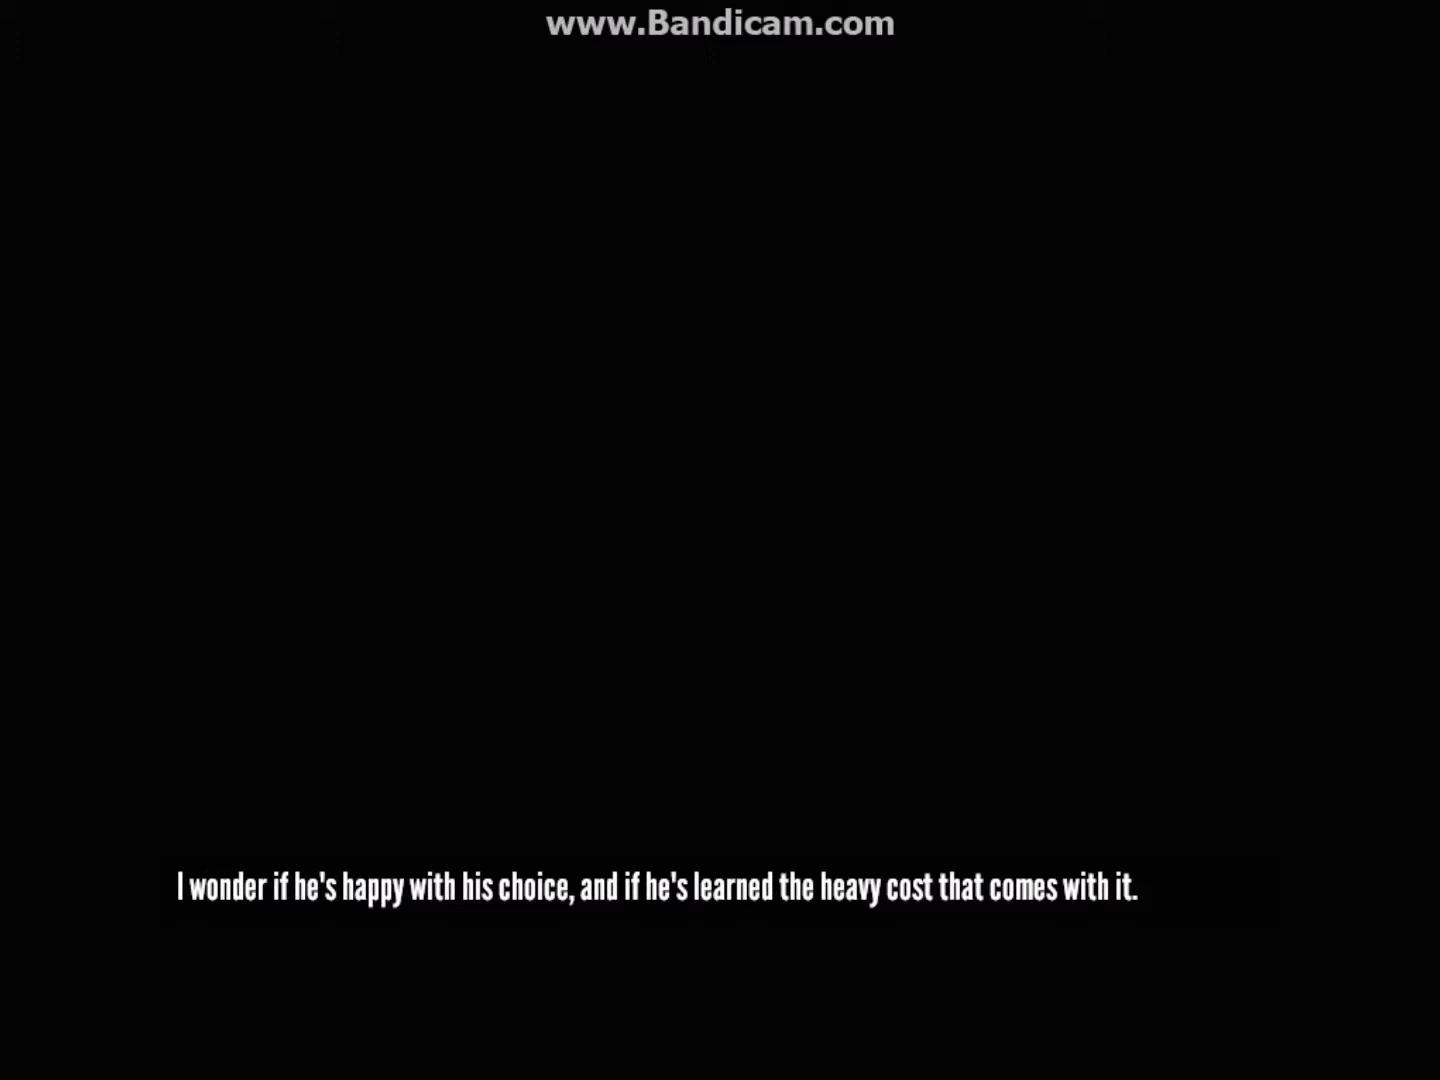 www.Bandicam.com
I wonder if he's happy with his choice, and if he's learned the heavy cost that comes with it.